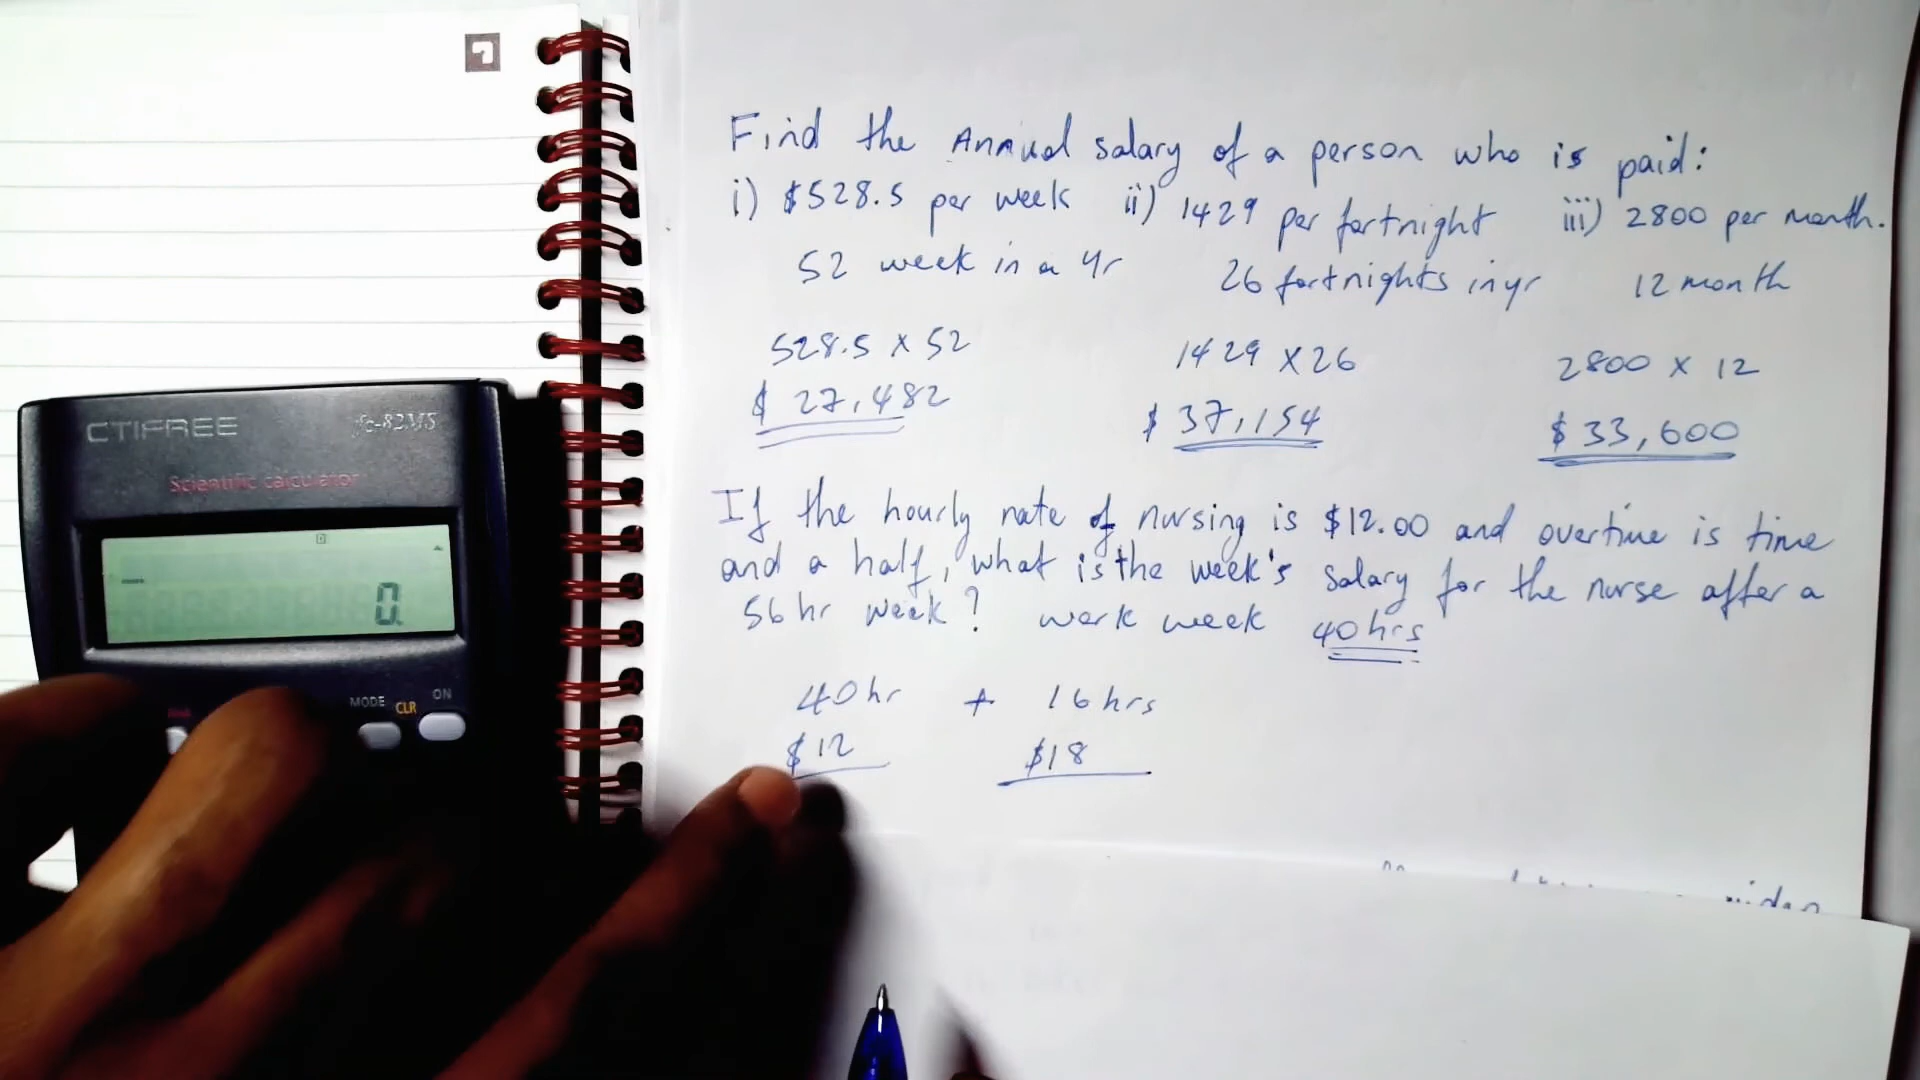 Find the Annual salary of a person who is paid:
i) $528.5 per week ii) 1429 per fortnight iii) 2800 per month.
52 week in a yr 26 fortnights in yr 12 month
528.5 x 52 1429 x 26 2800 x 12
$ 27,482 $ 37,154 $ 33,600
If the hourly rate of nursing is $12.00 and overtime is time
and a half, what is the week's salary for the nurse after a
56 hr week? work week 40 hrs
40 hr + 16 hrs
$12 $18
CTIFREE fc-82MS
Scientific calculator
0.
MODE CLR ON